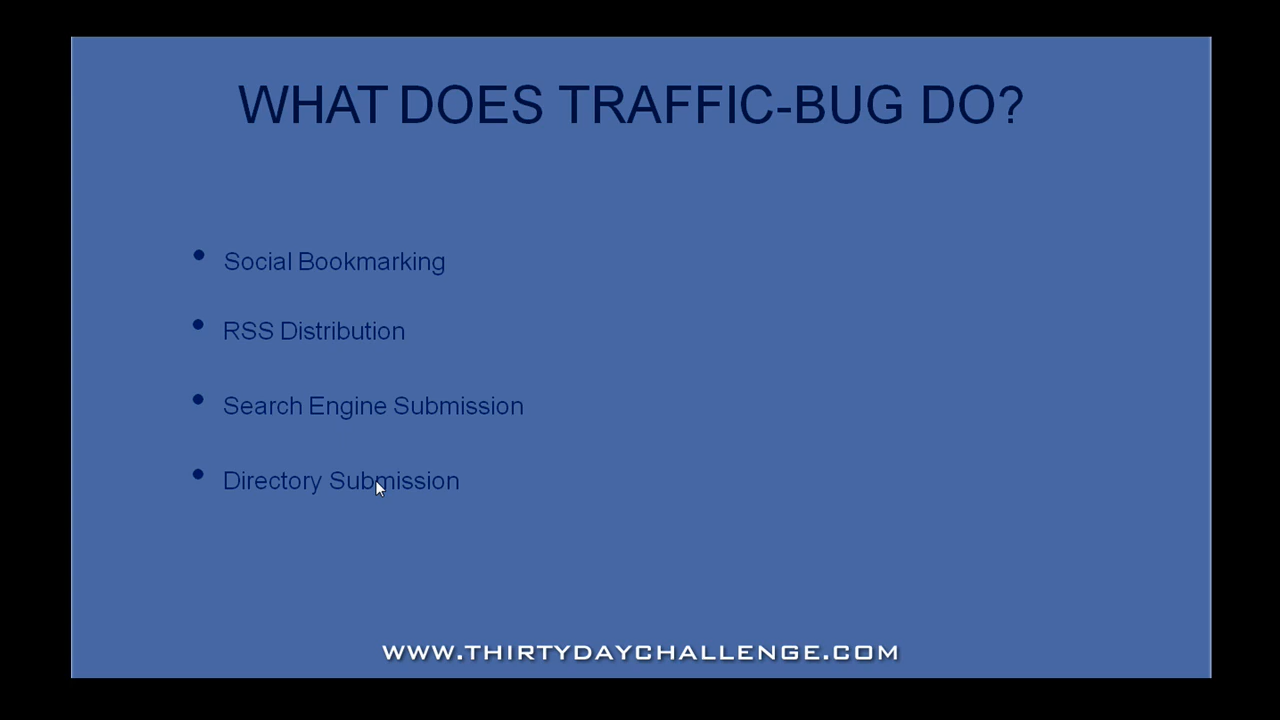 WHAT DOES TRAFFIC-BUG DO?
• Social Bookmarking
• RSS Distribution
• Search Engine Submission
• Directory Submission
WWW.THIRTYDAYCHALLENGE.COM